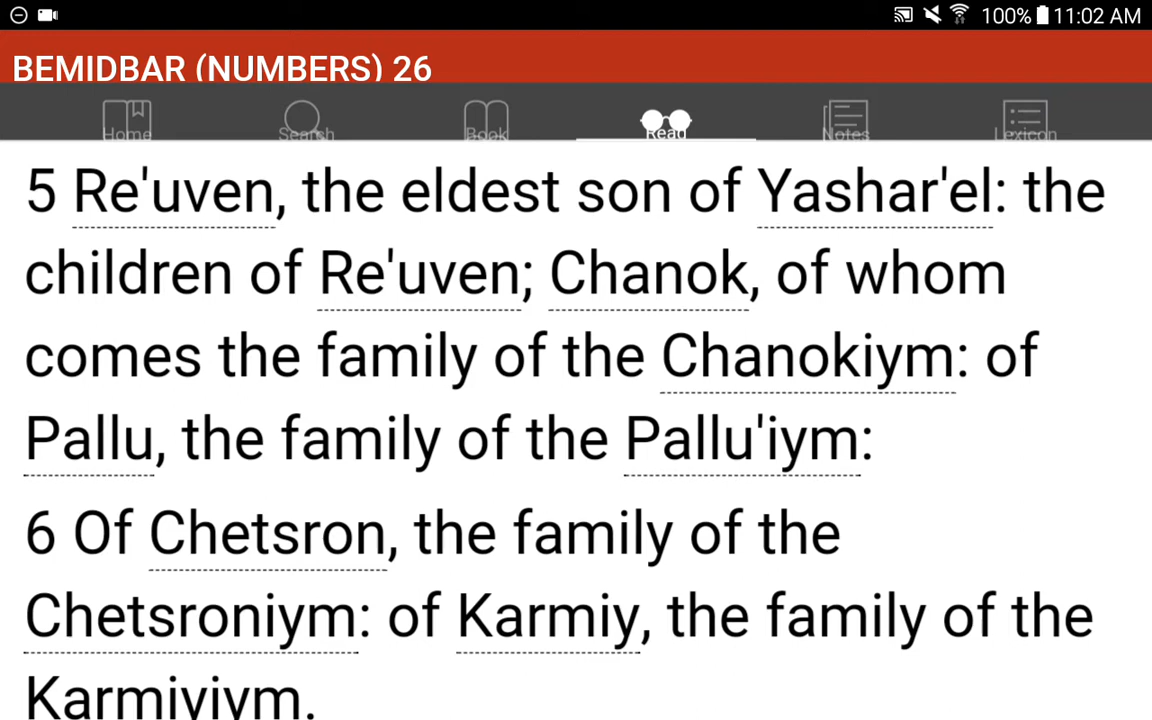 100% 11:02 AM
BEMIDBAR (NUMBERS) 26
Home Search Book Read Notes Lexicon
5 Re'uven, the eldest son of Yashar'el: the
children of Re'uven; Chanok, of whom
comes the family of the Chanokiym: of
Pallu, the family of the Pallu'iym:
6 Of Chetsron, the family of the
Chetsroniym: of Karmiy, the family of the
Karmiyiym.